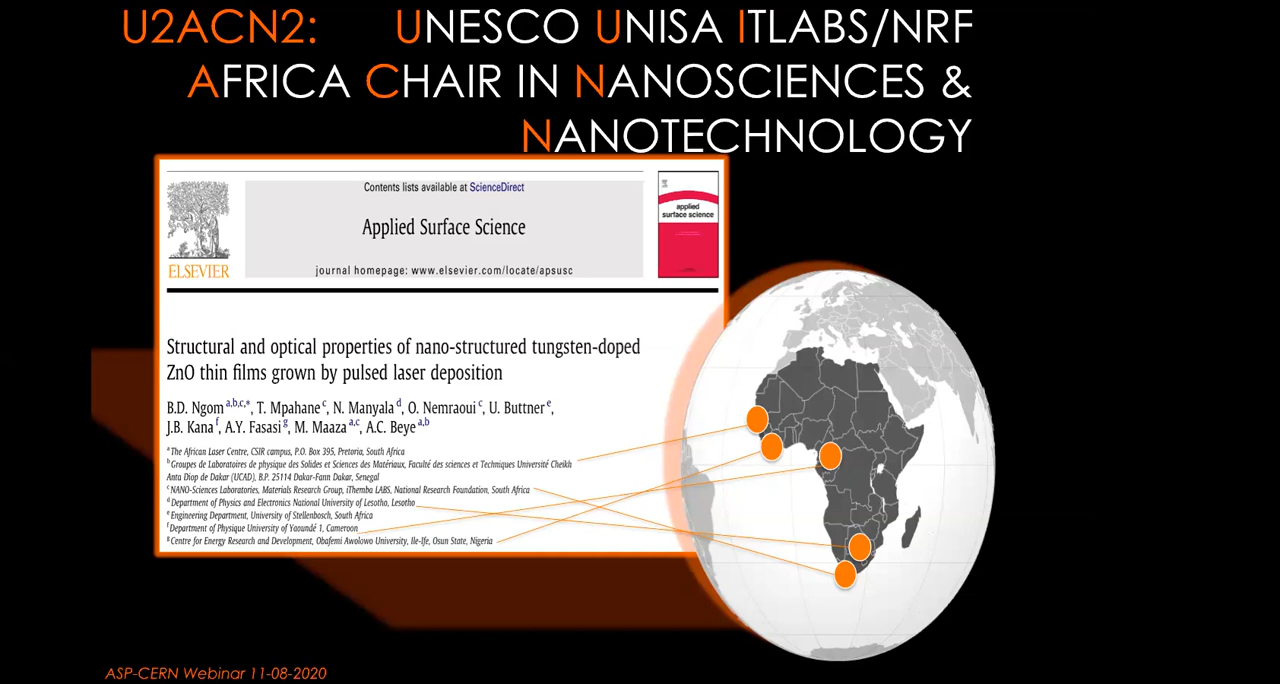 U2ACN2: UNESCO UNISA ITLABS/NRF
AFRICA CHAIR IN NANOSCIENCES &
NANOTECHNOLOGY
Contents lists available at ScienceDirect
Applied Surface Science
journal homepage: www.elsevier.com/locate/apsusc
ELSEVIER
applied
surface science
Structural and optical properties of nano-structured tungsten-doped
ZnO thin films grown by pulsed laser deposition
B.D. Ngom a,b,c,*, T. Mpahane c, N. Manyala d, O. Nemraoui c, U. Buttner e,
J.B. Kana f, A.Y. Fasasi g, M. Maaza a,c, A.C. Beye a,b
a The African Laser Centre, CSIR campus, P.O. Box 395, Pretoria, South Africa
b Groupes de Laboratoires de physique des Solides et Sciences des Matériaux, Faculté des sciences et Techniques Université Cheikh
Anta Diop de Dakar (UCAD), B.P. 25114 Dakar-Fann Dakar, Senegal
c NANO-Sciences Laboratories, Materials Research Group, iThemba LABS, National Research Foundation, South Africa
d Department of Physics and Electronics National University of Lesotho, Lesotho
e Engineering Department, University of Stellenbosch, South Africa
f Department of Physique University of Yaoundé 1, Cameroon
g Centre for Energy Research and Development, Obafemi Awolowo University, Ile-Ife, Osun State, Nigeria
ASP-CERN Webinar 11-08-2020